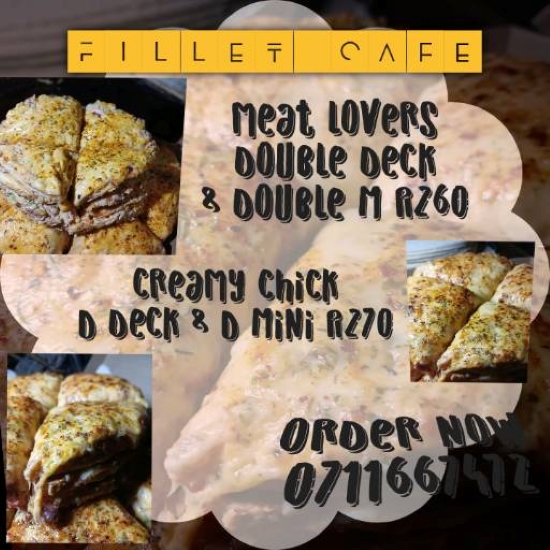 FILLET CAFE
Meat LOVERS
DOUBLE DECK
& DOUBLE M R260
CREAMY CHICK
D DECK & D MINI R270
ORDER NOW
0711667472